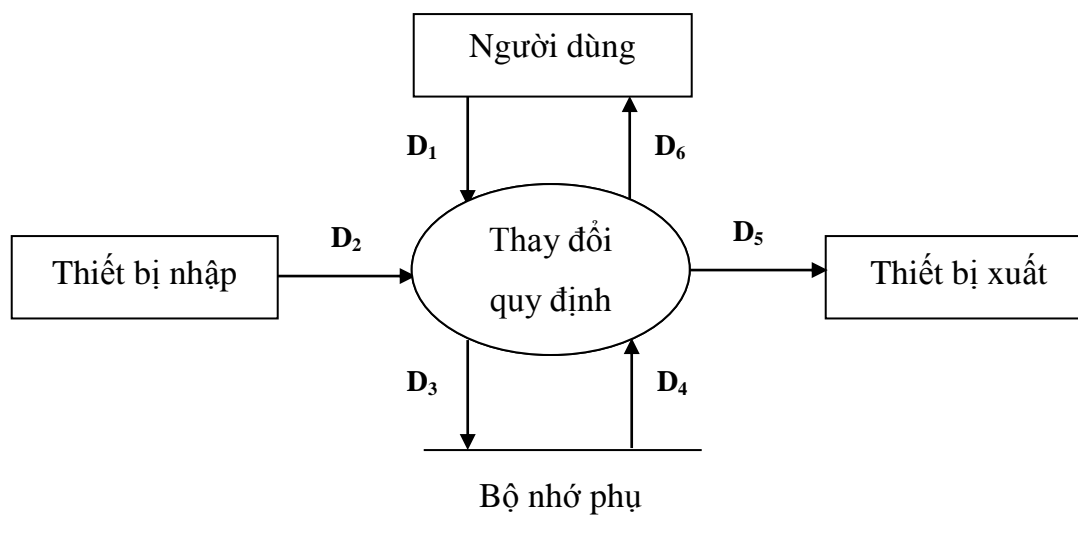 Người dùng
D₁
D₆
Thiết bị nhập
D₂
Thay đổi
quy định
D₅
Thiết bị xuất
D₃
D₄
Bộ nhớ phụ